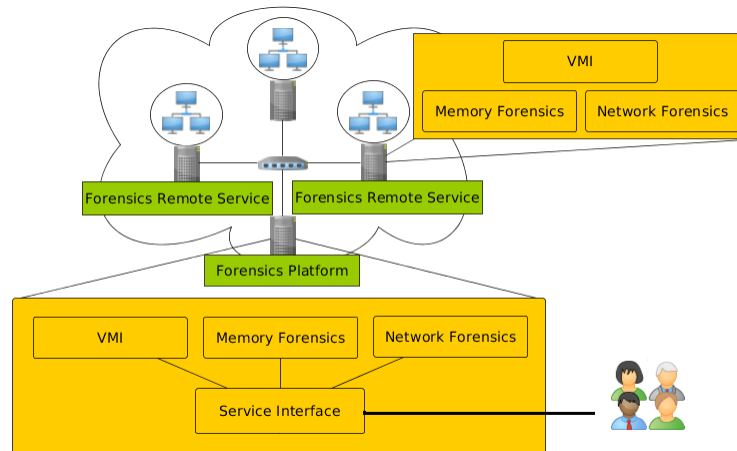 VMI
Memory Forensics
Network Forensics
Forensics Remote Service
Forensics Remote Service
Forensics Platform
VMI
Memory Forensics
Network Forensics
Service Interface